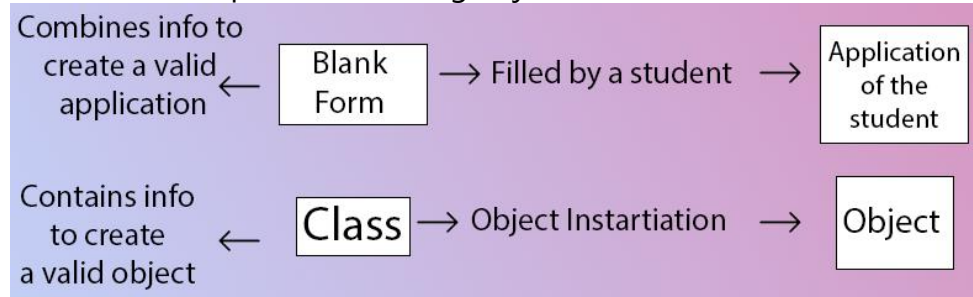 Combines info to
create a valid
application
Blank
Form
Filled by a student
Application
of the
student
Contains info
to create
a valid object
Class
Object Instartiation
Object